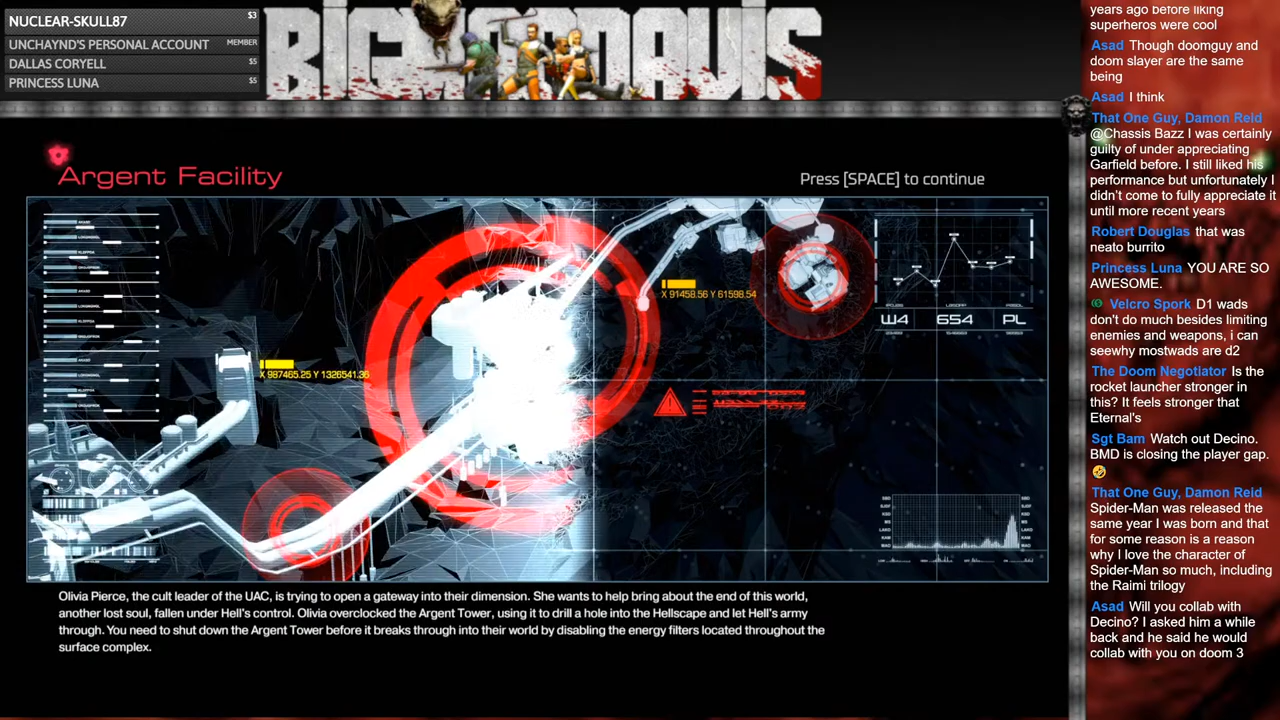 NUCLEAR-SKULL87 $3
UNCHAYND'S PERSONAL ACCOUNT MEMBER
DALLAS CORYELL $5
PRINCESS LUNA $5
BIGMACDAVIS
Argent Facility
Press [SPACE] to continue
X 91458.56 Y 61598.54
X 987465.25 Y 1326541.36
W4 654 PL
Olivia Pierce, the cult leader of the UAC, is trying to open a gateway into their dimension. She wants to help bring about the end of this world,
another lost soul, fallen under Hell's control. Olivia overclocked the Argent Tower, using it to drill a hole into the Hellscape and let Hell's army
through. You need to shut down the Argent Tower before it breaks through into their world by disabling the energy filters located throughout the
surface complex.
years ago before liking
superheros were cool
Asad Though doomguy and
doom slayer are the same
being
Asad I think
That One Guy, Damon Reid
@Chassis Bazz I was certainly
guilty of under appreciating
Garfield before. I still liked his
performance but unfortunately I
didn't come to fully appreciate it
until more recent years
Robert Douglas that was
neato burrito
Princess Luna YOU ARE SO
AWESOME.
Velcro Spork D1 wads
don't do much besides limiting
enemies and weapons, i can
seewhy mostwads are d2
The Doom Negotiator Is the
rocket launcher stronger in
this? It feels stronger that
Eternal's
Sgt Bam Watch out Decino.
BMD is closing the player gap.
🤣
That One Guy, Damon Reid
Spider-Man was released the
same year I was born and that
for some reason is a reason
why I love the character of
Spider-Man so much, including
the Raimi trilogy
Asad Will you collab with
Decino? I asked him a while
back and he said he would
collab with you on doom 3